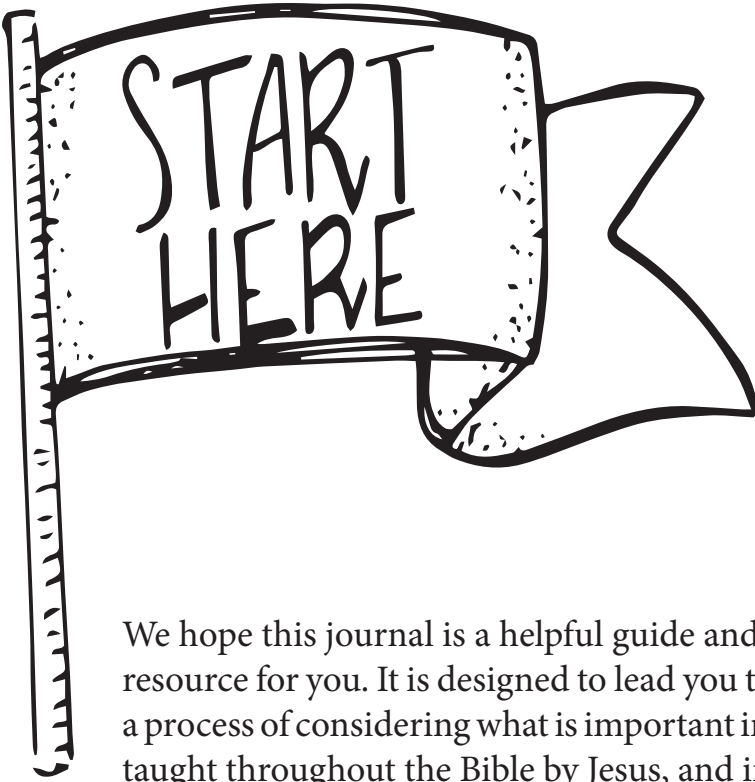 START
HERE
We hope this journal is a helpful guide and
resource for you. It is designed to lead you
a process of considering what is important
taught throughout the Bible by Jesus, and